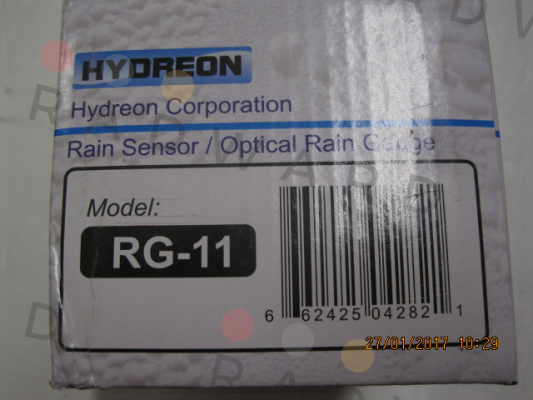 HYDREON
Hydreon Corporation
Rain Sensor / Optical Rain Gauge
Model:
RG-11
6 62425 04282 1
27/01/2017 10:29